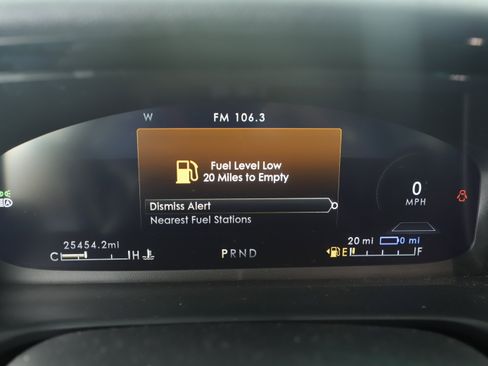 W FM 106.3
Fuel Level Low
20 Miles to Empty
Dismiss Alert
Nearest Fuel Stations
0
MPH
25454.2mi
20 mi 0 mi
C H
PRND
E F